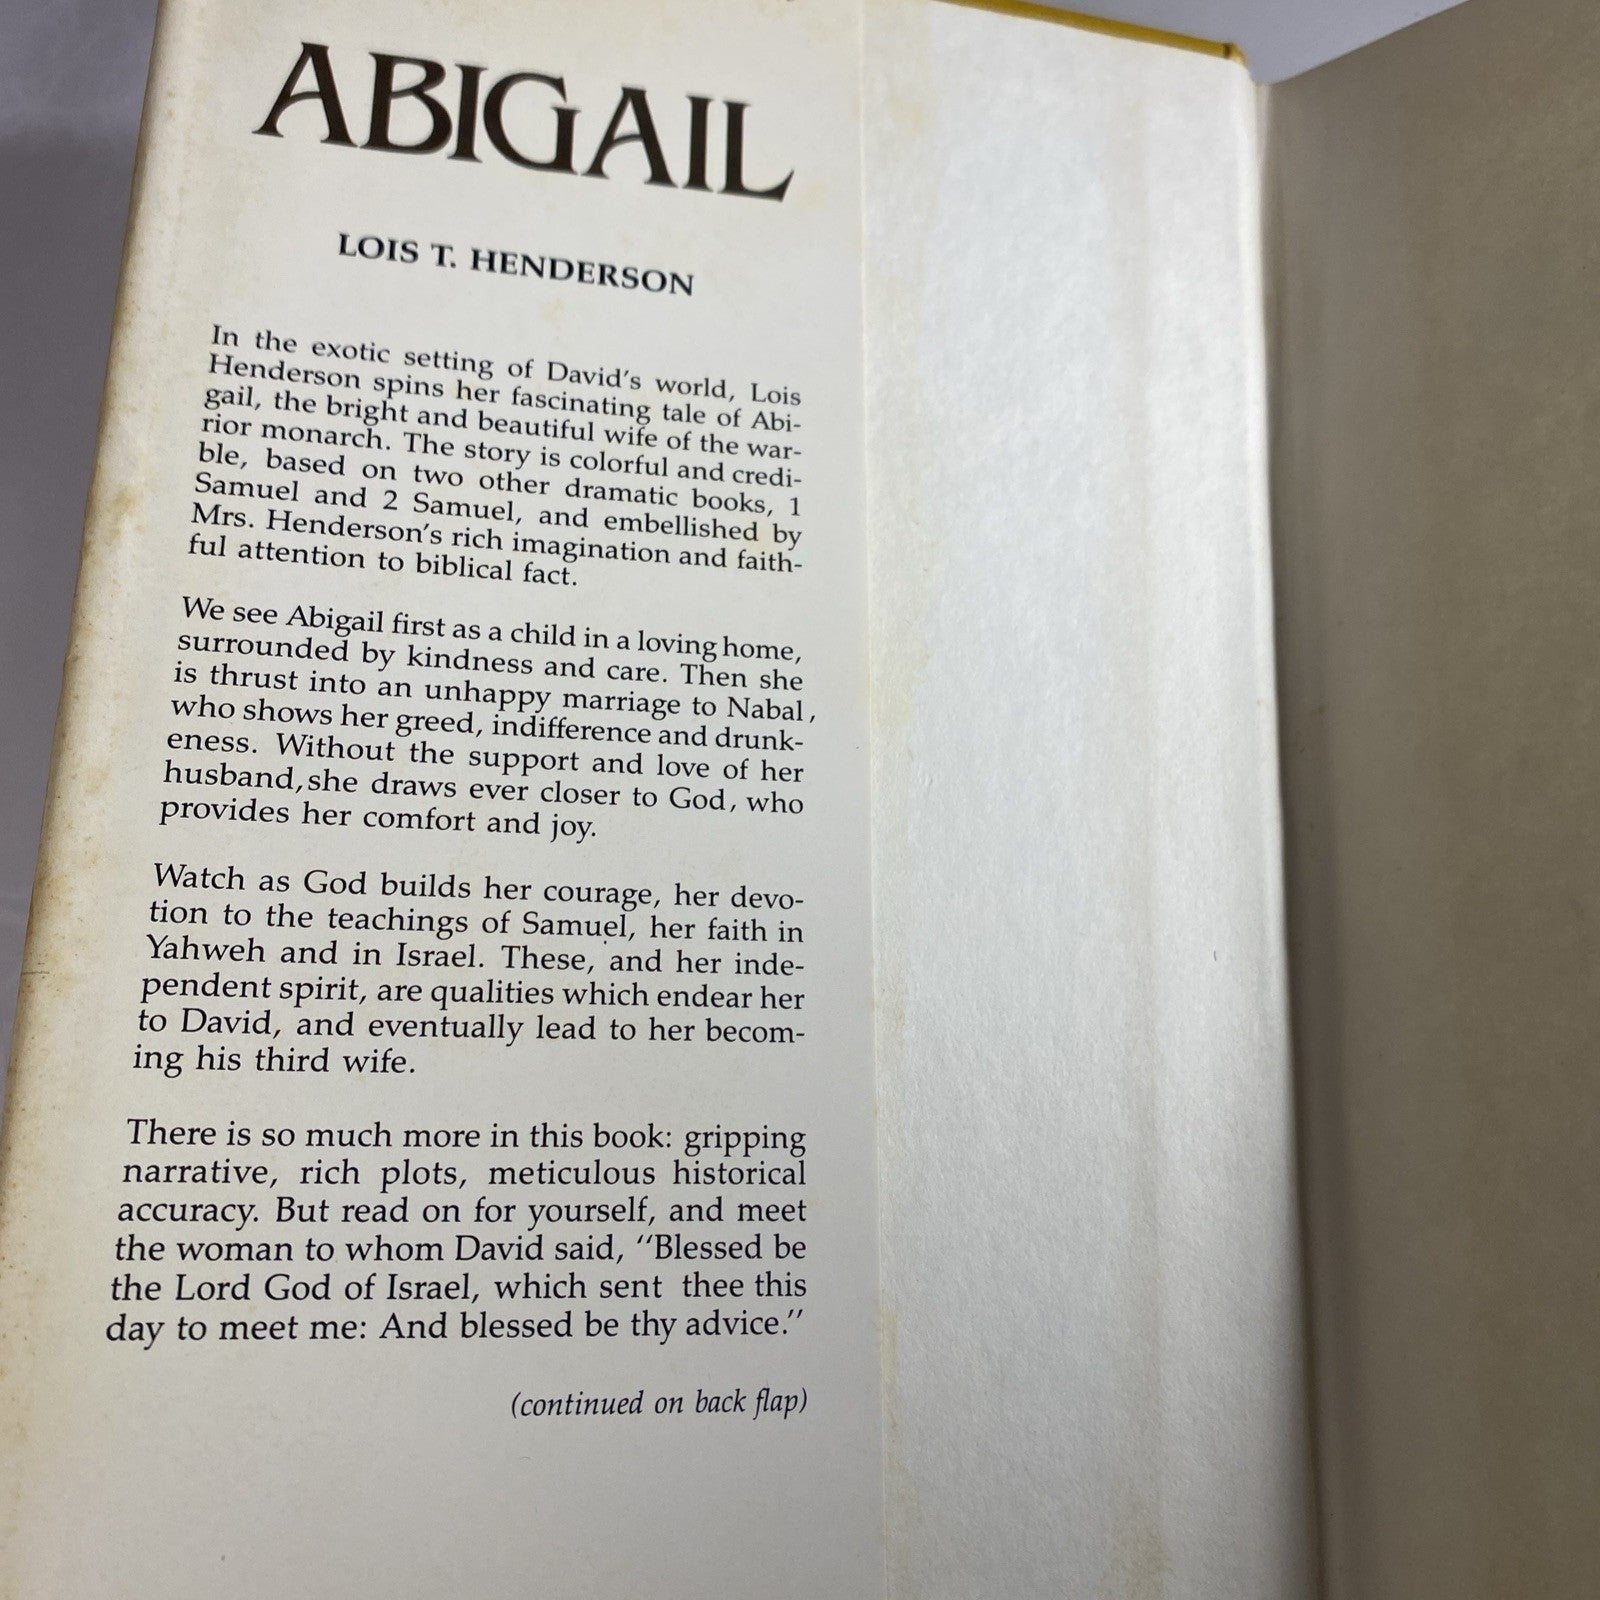 ABIGAIL
LOIS T. HENDERSON
In the exotic setting of David's world, Lois
Henderson spins her fascinating tale of Abi-
gail, the bright and beautiful wife of the war-
rior monarch. The story is colorful and credi-
ble, based on two other dramatic books, 1
Samuel and 2 Samuel, and embellished by
Mrs. Henderson's rich imagination and faith-
ful attention to biblical fact.
We see Abigail first as a child in a loving home,
surrounded by kindness and care. Then she
is thrust into an unhappy marriage to Nabal,
who shows her greed, indifference and drunk-
eness. Without the support and love of her
husband, she draws ever closer to God, who
provides her comfort and joy.
Watch as God builds her courage, her devo-
tion to the teachings of Samuel, her faith in
Yahweh and in Israel. These, and her inde-
pendent spirit, are qualities which endear her
to David, and eventually lead to her becom-
ing his third wife.
There is so much more in this book: gripping
narrative, rich plots, meticulous historical
accuracy. But read on for yourself, and meet
the woman to whom David said, "Blessed be
the Lord God of Israel, which sent thee this
day to meet me: And blessed be thy advice."
(continued on back flap)